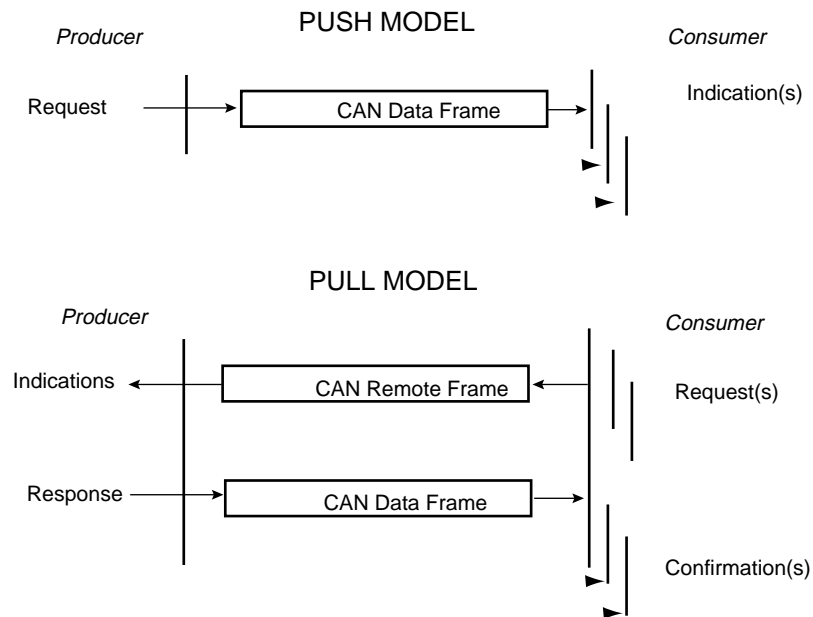 PUSH MODEL
Producer
Consumer
Request
CAN Data Frame
Indication(s)
PULL MODEL
Producer
Consumer
Indications
CAN Remote Frame
Request(s)
Response
CAN Data Frame
Confirmation(s)